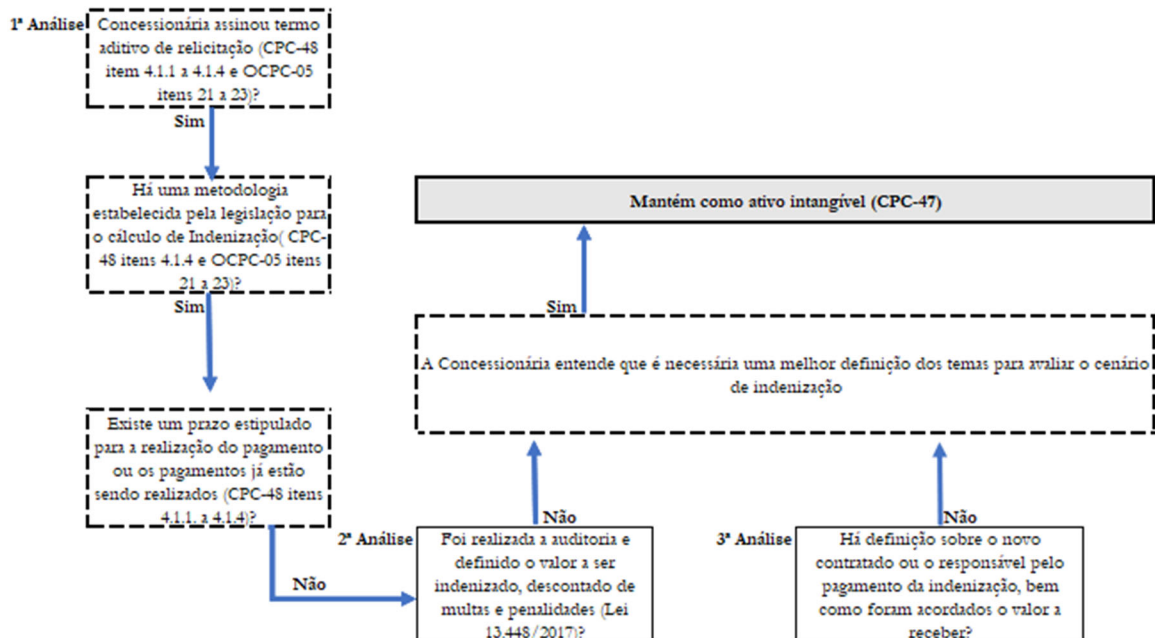 1ª Análise
Concessionária assinou termo
aditivo de relicitação (CPC-48
item 4.1.1 a 4.1.4 e OCPC-05
itens 21 a 23)?
Sim
Há uma metodologia
estabelecida pela legislação para
o cálculo de Indenização( CPC-
48 itens 4.1.4 e OCPC-05 itens
21 a 23)?
Sim
Existe um prazo estipulado
para a realização do pagamento
ou os pagamentos já estão
sendo realizados (CPC-48 itens
4.1.1. a 4.1.4)?
Não
2ª Análise
Foi realizada a auditoria e
definido o valor a ser
indenizado, descontado de
multas e penalidades (Lei
13.448/2017)?
Não
3ª Análise
Há definição sobre o novo
contratado ou o responsável pelo
pagamento da indenização, bem
como foram acordados o valor a
receber?
Não
A Concessionária entende que é necessária uma melhor definição dos temas para avaliar o cenário
de indenização
Sim
Mantém como ativo intangível (CPC-47)